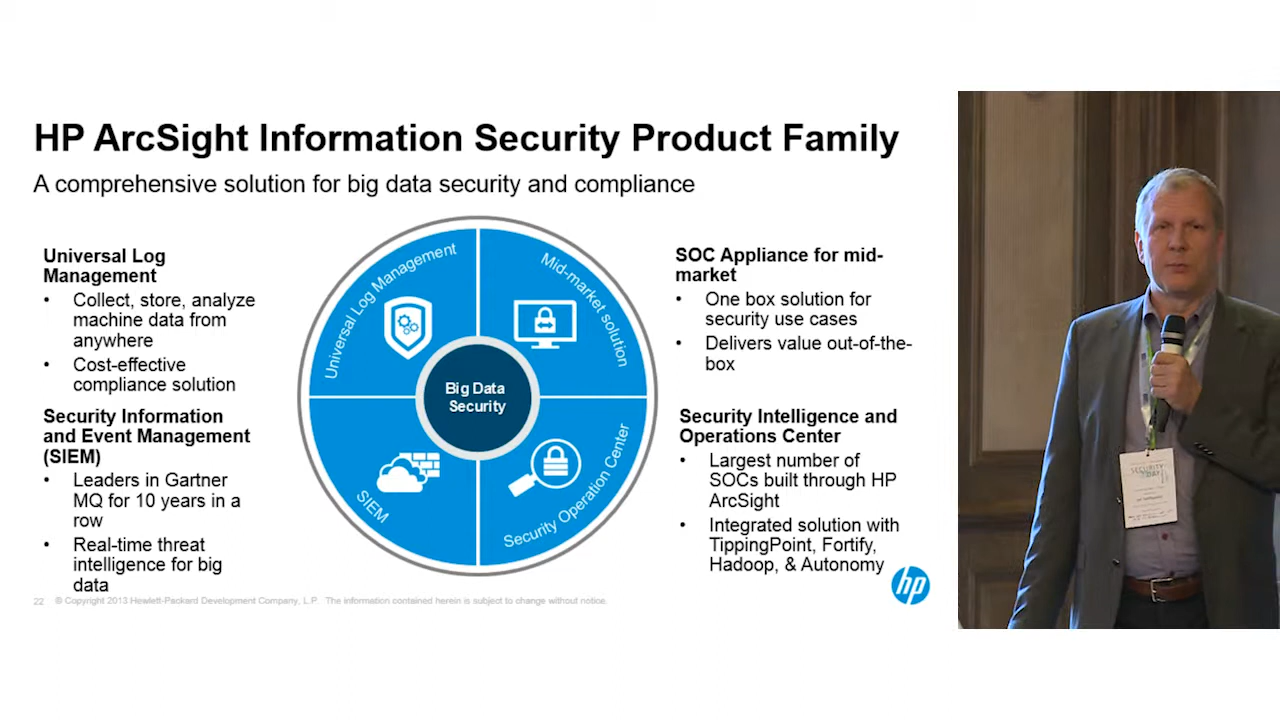 HP ArcSight Information Security Product Family
A comprehensive solution for big data security and compliance
Universal Log
Management
• Collect, store, analyze
machine data from
anywhere
• Cost-effective
compliance solution
Security Information
and Event Management
(SIEM)
• Leaders in Gartner
MQ for 10 years in a
row
• Real-time threat
intelligence for big
data
Universal Log Management
Mid-market solution
Big Data
Security
SIEM
Security Operation Center
SOC Appliance for mid-
market
• One box solution for
security use cases
• Delivers value out-of-the-
box
Security Intelligence and
Operations Center
• Largest number of
SOCs built through HP
ArcSight
• Integrated solution with
TippingPoint, Fortify,
Hadoop, & Autonomy
hp
22 © Copyright 2013 Hewlett-Packard Development Company, L.P. The information contained herein is subject to change without notice.
SECURITY
DAY